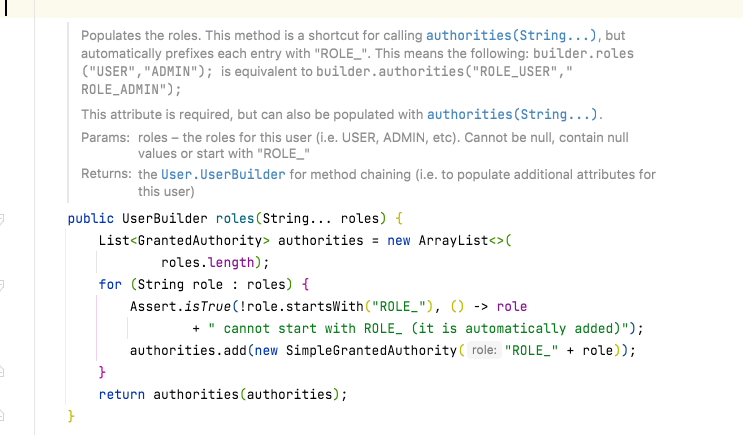 Populates the roles. This method is a shortcut for calling authorities(String...), but
automatically prefixes each entry with "ROLE_". This means the following: builder.roles
("USER","ADMIN"); is equivalent to builder.authorities("ROLE_USER","
ROLE_ADMIN");
This attribute is required, but can also be populated with authorities(String...).
Params: roles – the roles for this user (i.e. USER, ADMIN, etc). Cannot be null, contain null
values or start with "ROLE_"
Returns: the User.UserBuilder for method chaining (i.e. to populate additional attributes for
this user)
public UserBuilder roles(String... roles) {
List<GrantedAuthority> authorities = new ArrayList<>(
roles.length);
for (String role : roles) {
Assert.isTrue(!role.startsWith("ROLE_"), () -> role
+ " cannot start with ROLE_ (it is automatically added)");
authorities.add(new SimpleGrantedAuthority( role: "ROLE_" + role));
}
return authorities(authorities);
}